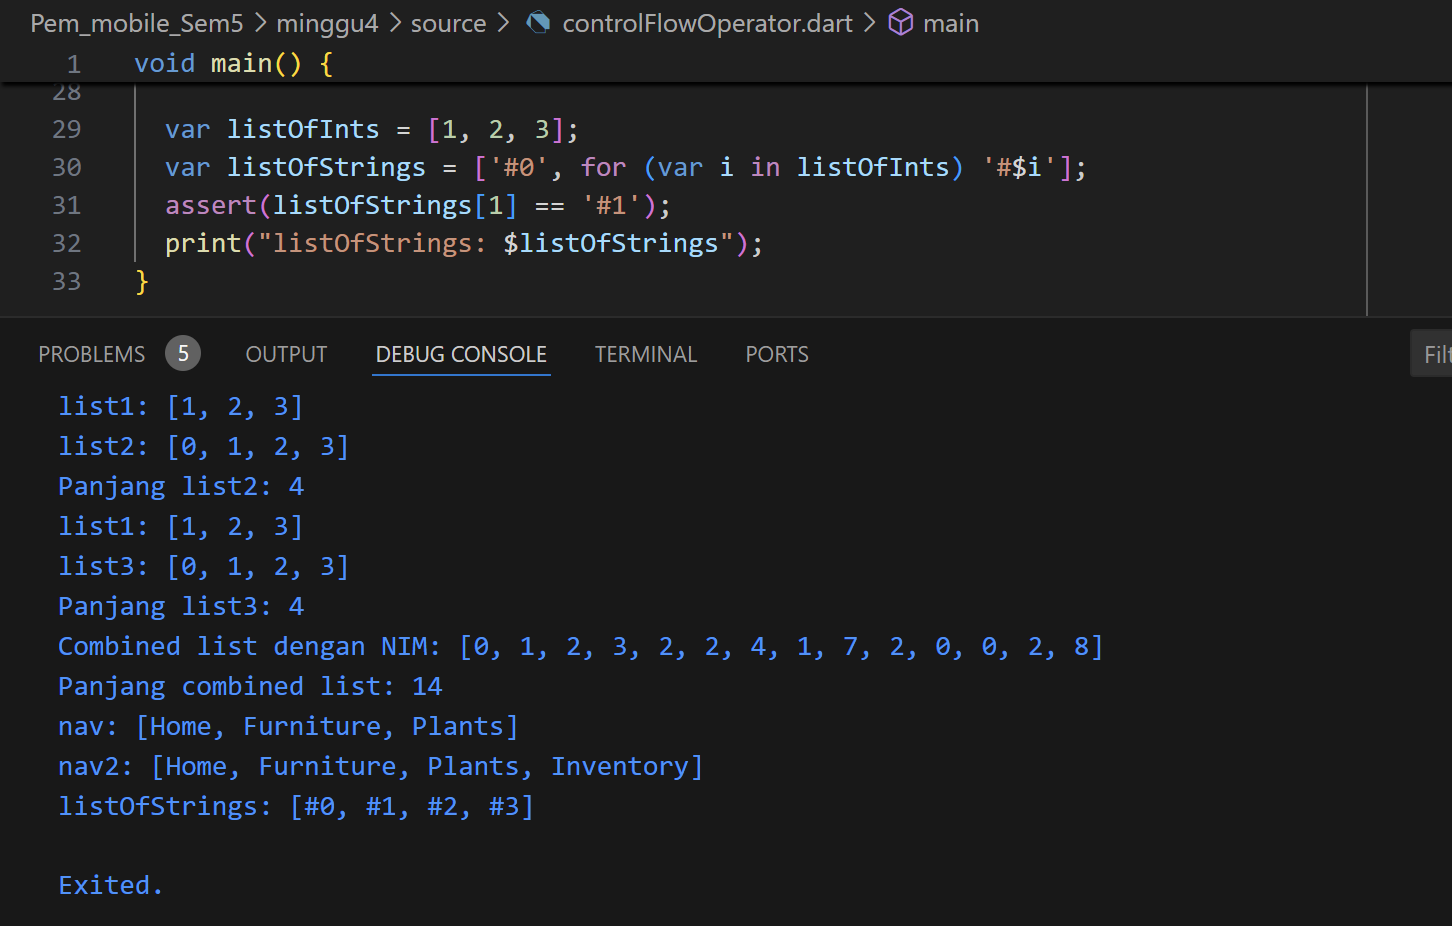 Pem_mobile_Sem5 > minggu4 > source > controlFlowOperator.dart > main
1 void main() {
28
29 var listOfInts = [1, 2, 3];
30 var listOfStrings = ['#0', for (var i in listOfInts) '#$i'];
31 assert(listOfStrings[1] == '#1');
32 print("listOfStrings: $listOfStrings");
33 }
PROBLEMS 5 OUTPUT DEBUG CONSOLE TERMINAL PORTS
list1: [1, 2, 3]
list2: [0, 1, 2, 3]
Panjang list2: 4
list1: [1, 2, 3]
list3: [0, 1, 2, 3]
Panjang list3: 4
Combined list dengan NIM: [0, 1, 2, 3, 2, 2, 4, 1, 7, 2, 0, 0, 2, 8]
Panjang combined list: 14
nav: [Home, Furniture, Plants]
nav2: [Home, Furniture, Plants, Inventory]
listOfStrings: [#0, #1, #2, #3]
Exited.